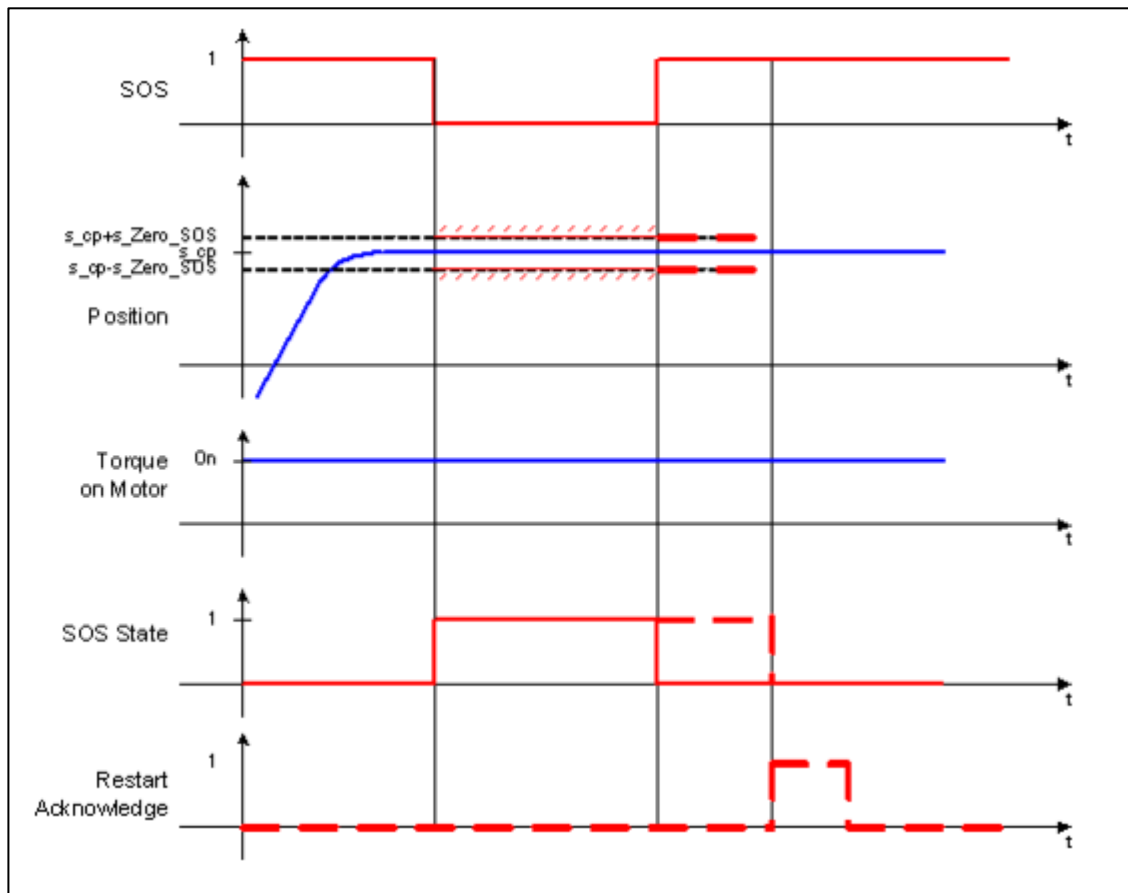 1
SOS
t
s_cp+s_Zero_SOS
s_cp
s_cp-s_Zero_SOS
Position
t
On
Torque
on Motor
t
1
SOS State
t
1
Restart
Acknowledge
t